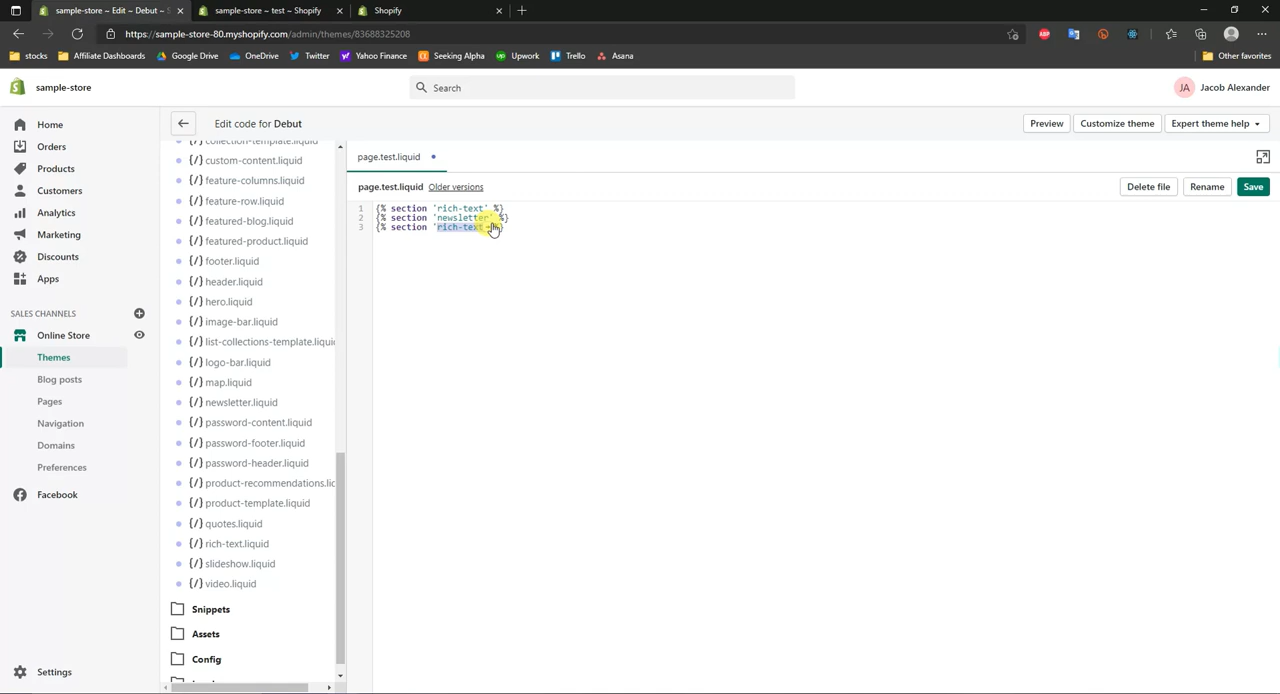 sample-store ~ Edit ~ Debut ~ S
sample-store ~ test ~ Shopify
Shopify
https://sample-store-80.myshopify.com/admin/themes/83688325208
stocks
Affiliate Dashboards
Google Drive
OneDrive
Twitter
Yahoo Finance
Seeking Alpha
Upwork
Trello
Asana
Other favorites
sample-store
Search
JA
Jacob Alexander
Home
Orders
Products
Customers
Analytics
Marketing
Discounts
Apps
SALES CHANNELS
Online Store
Themes
Blog posts
Pages
Navigation
Domains
Preferences
Facebook
Settings
Edit code for Debut
Preview
Customize theme
Expert theme help
{/} collection-template.liquid
{/} custom-content.liquid
{/} feature-columns.liquid
{/} feature-row.liquid
{/} featured-blog.liquid
{/} featured-product.liquid
{/} footer.liquid
{/} header.liquid
{/} hero.liquid
{/} image-bar.liquid
{/} list-collections-template.liquid
{/} logo-bar.liquid
{/} map.liquid
{/} newsletter.liquid
{/} password-content.liquid
{/} password-footer.liquid
{/} password-header.liquid
{/} product-recommendations.lic
{/} product-template.liquid
{/} quotes.liquid
{/} rich-text.liquid
{/} slideshow.liquid
{/} video.liquid
Snippets
Assets
Config
page.test.liquid
page.test.liquid Older versions
Delete file
Rename
Save
1 {% section 'rich-text' %}
2 {% section 'newsletter' %}
3 {% section 'rich-text' %}